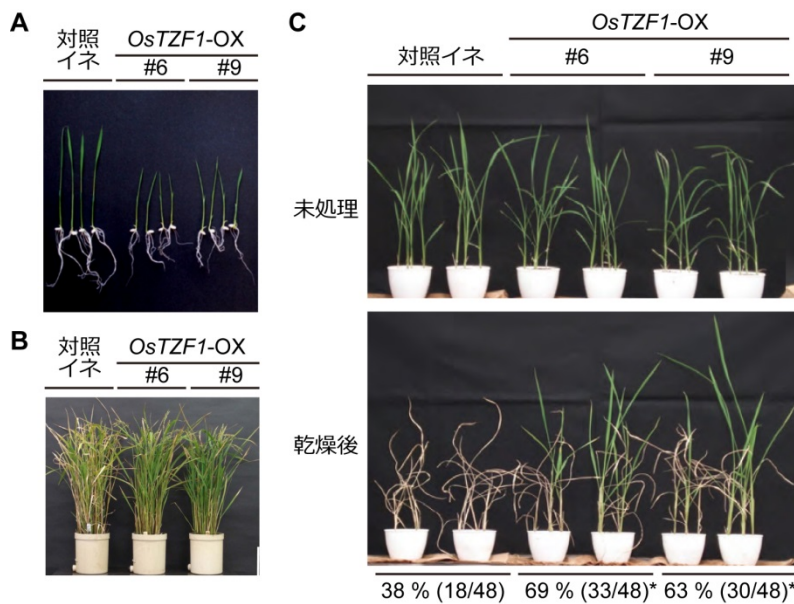 A
対照
イネ
OsTZF1-OX
#6
#9
B
対照
イネ
OsTZF1-OX
#6
#9
C
OsTZF1-OX
対照イネ
#6
#9
未処理
乾燥後
38 % (18/48)
69 % (33/48)*
63 % (30/48)*